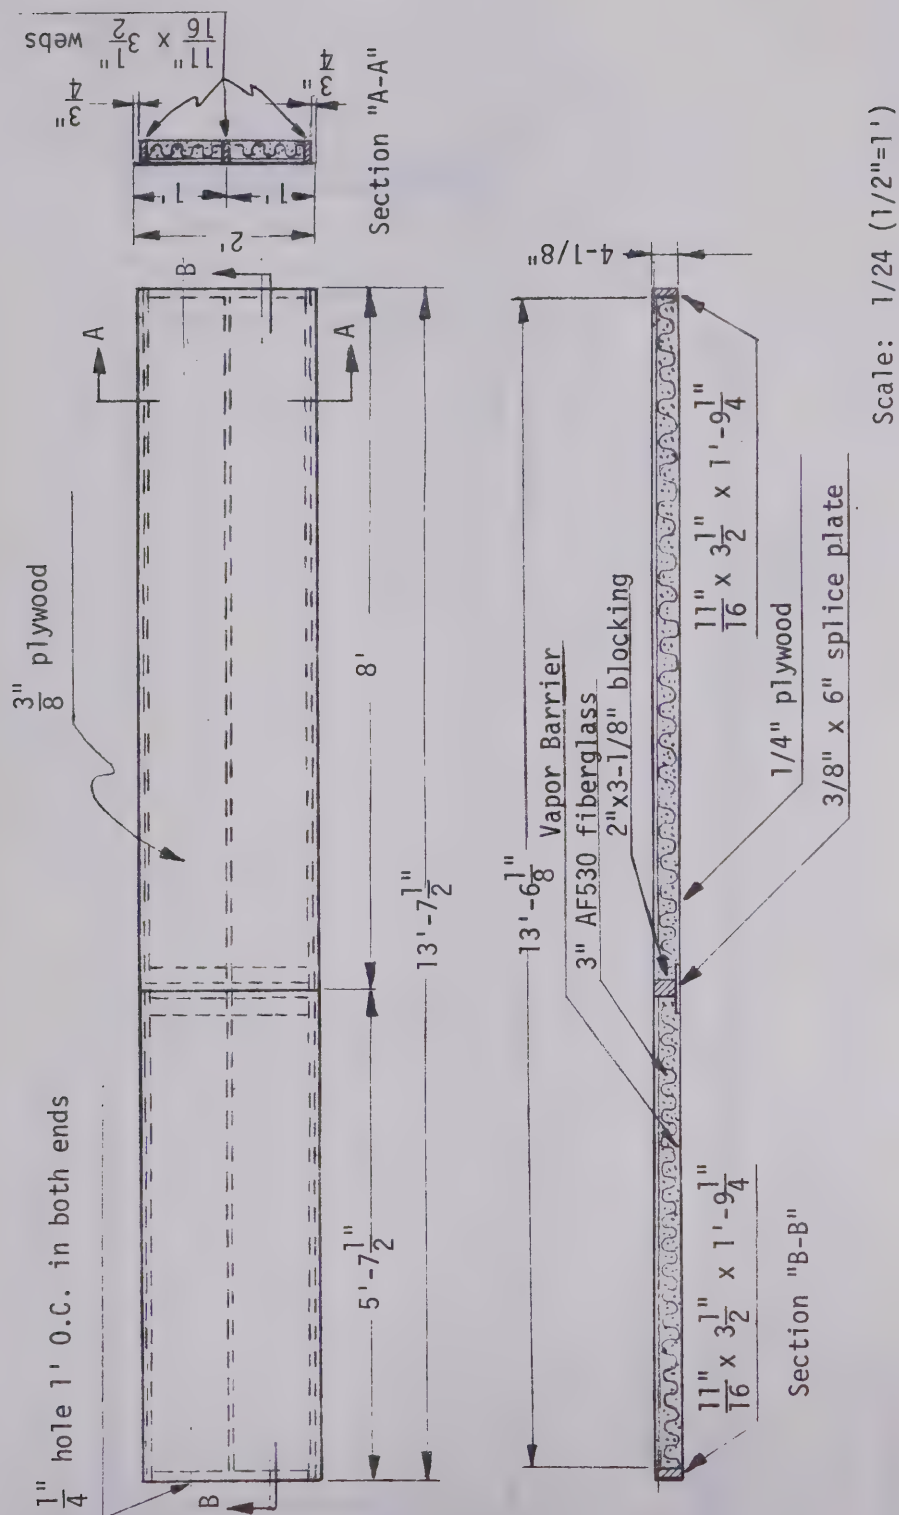 1/4" hole 1' O.C. in both ends
3/8" plywood
B
B
A
A
5'-7 1/2"
8'
13'-7 1/2"
3/4"
11/16" x 3 1/2" webs
3/4"
1'
1'
2'
Section "A-A"
13'-6 1/8"
Vapor Barrier
3" AF530 fiberglass
2"x3-1/8" blocking
4-1/8"
11/16" x 3 1/2" x 1'-9 1/4"
11/16" x 3 1/2" x 1'-9 1/4"
1/4" plywood
3/8" x 6" splice plate
Section "B-B"
Scale: 1/24 (1/2"=1')